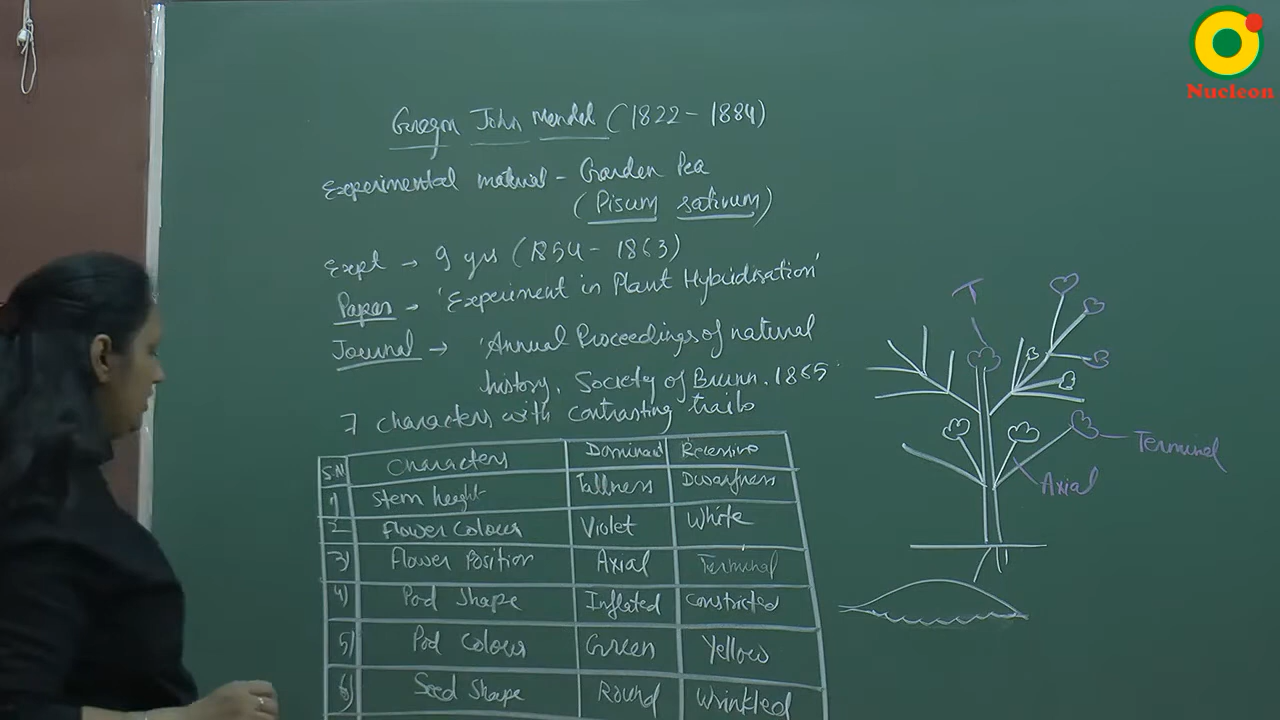 Nucleon
Gregor John Mendel (1822 - 1884)
Experimental material - Garden Pea
(Pisum sativum)
Expt → 9 yrs (1854 - 1863)
Paper → 'Experiment in Plant Hybridisation'
Journal → 'Annual Proceedings of natural
history, Society of Brunn. 1865
7 characters with contrasting traits
S.N Characters Dominant Recessive
1) Stem height Tallness Dwarfness
2 Flower Colour Violet White
3) Flower Position Axial Terminal
4) Pod Shape Inflated Constricted
5) Pod Colour Green Yellow
6) Seed Shape Round Wrinkled
T
Terminal
Axial